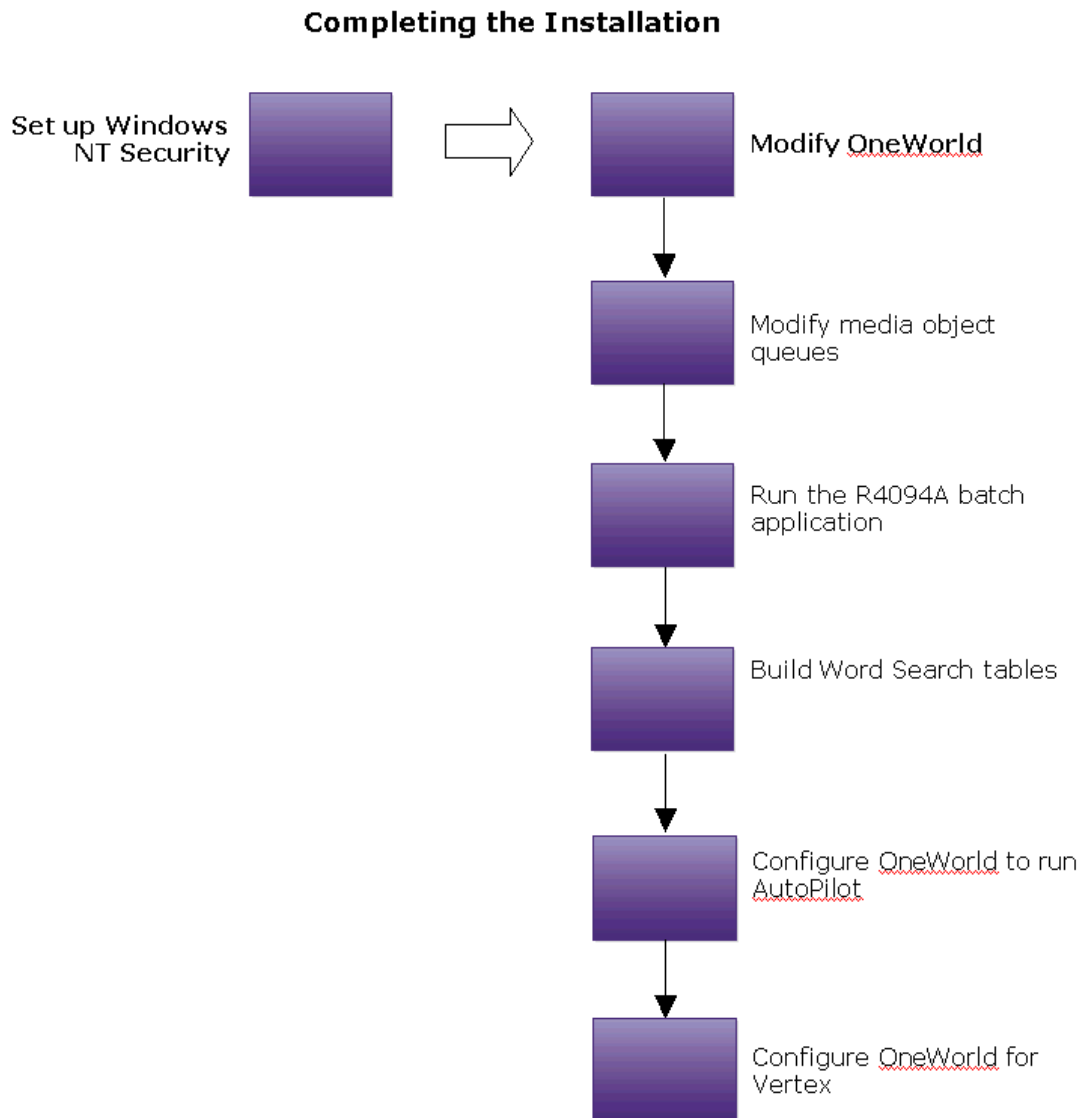 Completing the Installation
Set up Windows
NT Security
Modify OneWorld
Modify media object
queues
Run the R4094A batch
application
Build Word Search tables
Configure OneWorld to run
AutoPilot
Configure OneWorld for
Vertex